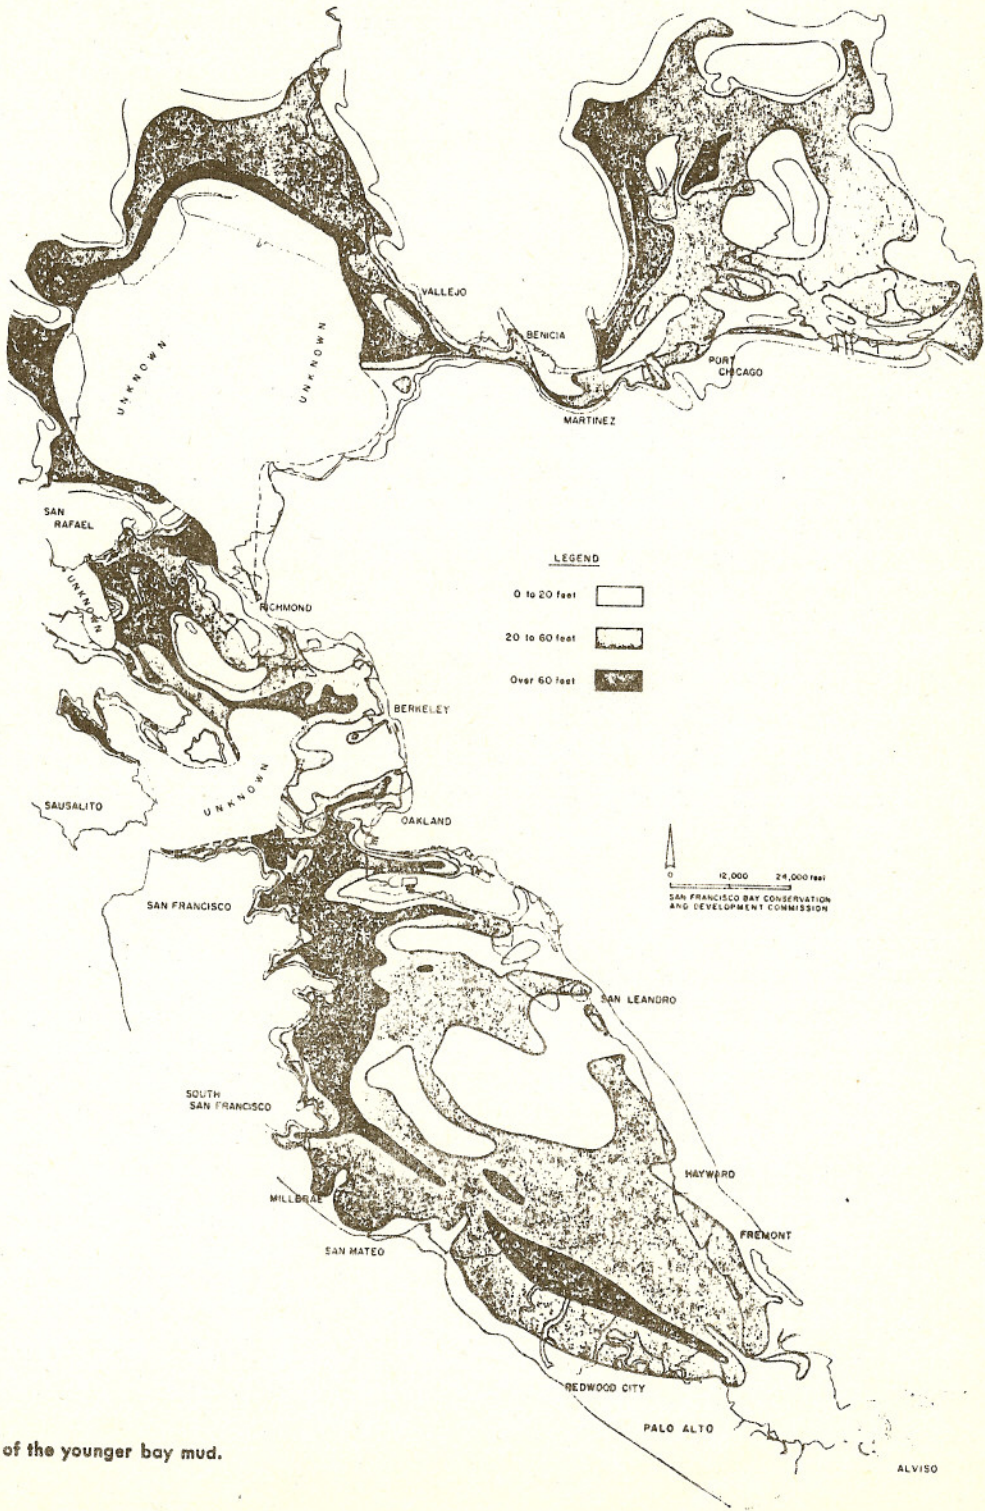 VALLEJO
BENICIA
PORT
CHICAGO
MARTINEZ
UNKNOWN
UNKNOWN
SAN
RAFAEL
UNKNOWN
RICHMOND
LEGEND
0 to 20 feet
20 to 60 feet
Over 60 feet
BERKELEY
UNKNOWN
SAUSALITO
OAKLAND
0 12,000 24,000 feet
SAN FRANCISCO BAY CONSERVATION
AND DEVELOPMENT COMMISSION
SAN FRANCISCO
SAN LEANDRO
SOUTH
SAN FRANCISCO
HAYWARD
MILLBRAE
FREMONT
SAN MATEO
REDWOOD CITY
PALO ALTO
ALVISO
of the younger bay mud.